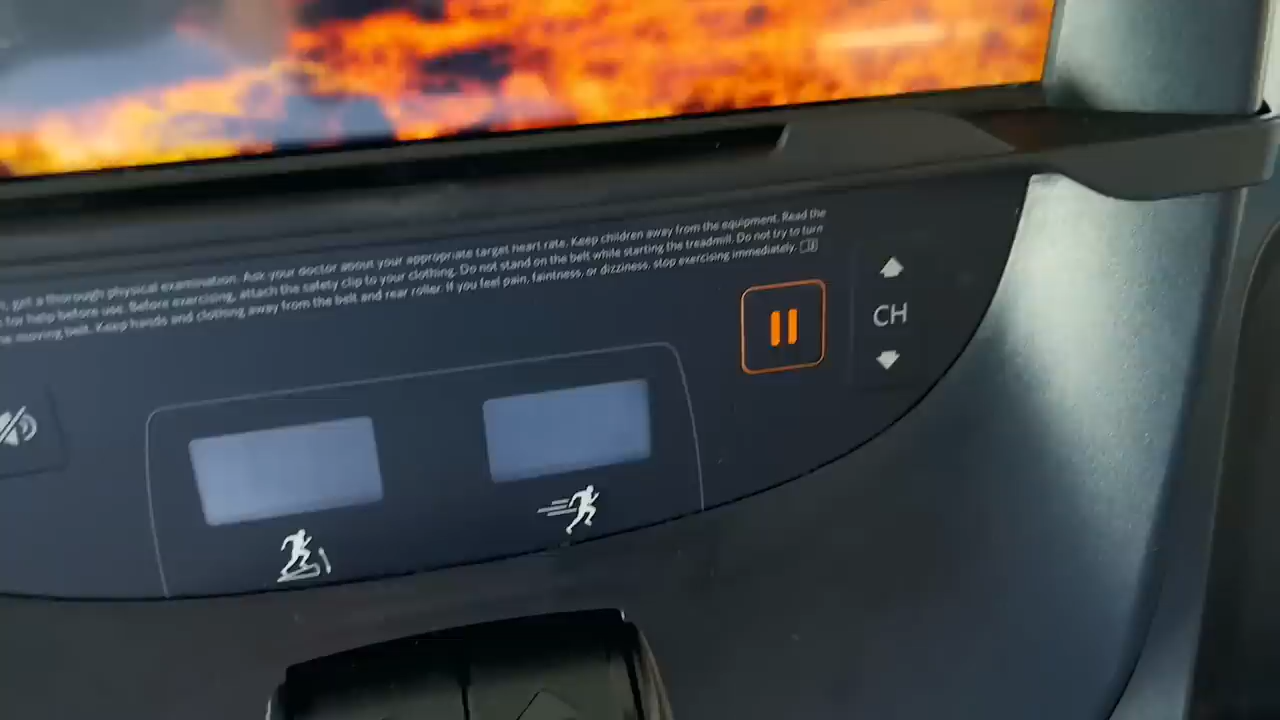 , get a thorough physical examination. Ask your doctor about your appropriate target heart rate. Keep children away from the equipment. Read the
for help before use. Before exercising, attach the safety clip to your clothing. Do not stand on the belt while starting the treadmill. Do not try to turn
moving belt. Keep hands and clothing away from the belt and rear roller. If you feel pain, faintness, or dizziness, stop exercising immediately.
CH